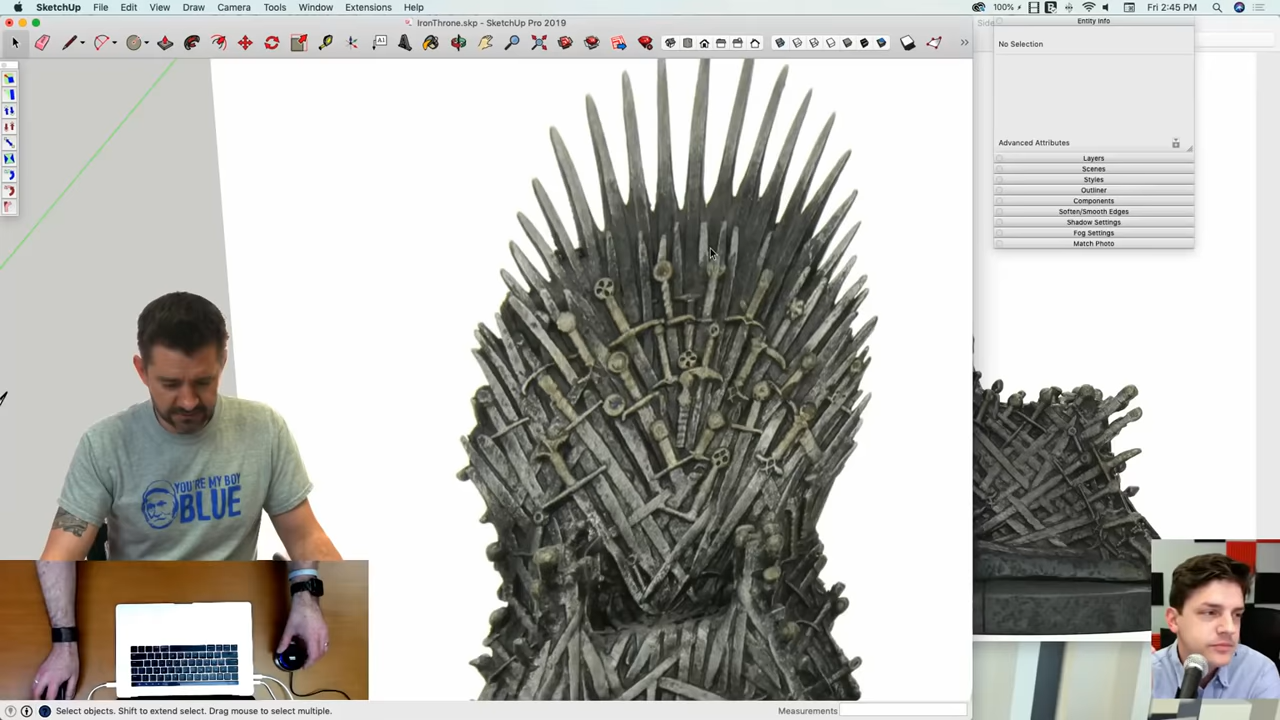 SketchUp File Edit View Draw Camera Tools Window Extensions Help
100% Fri 2:45 PM
IronThrone.skp - SketchUp Pro 2019
Side
Entity Info
No Selection
Advanced Attributes
Layers
Scenes
Styles
Outliner
Components
Soften/Smooth Edges
Shadow Settings
Fog Settings
Match Photo
YOU'RE MY BOY
BLUE
Select objects. Shift to extend select. Drag mouse to select multiple.
Measurements